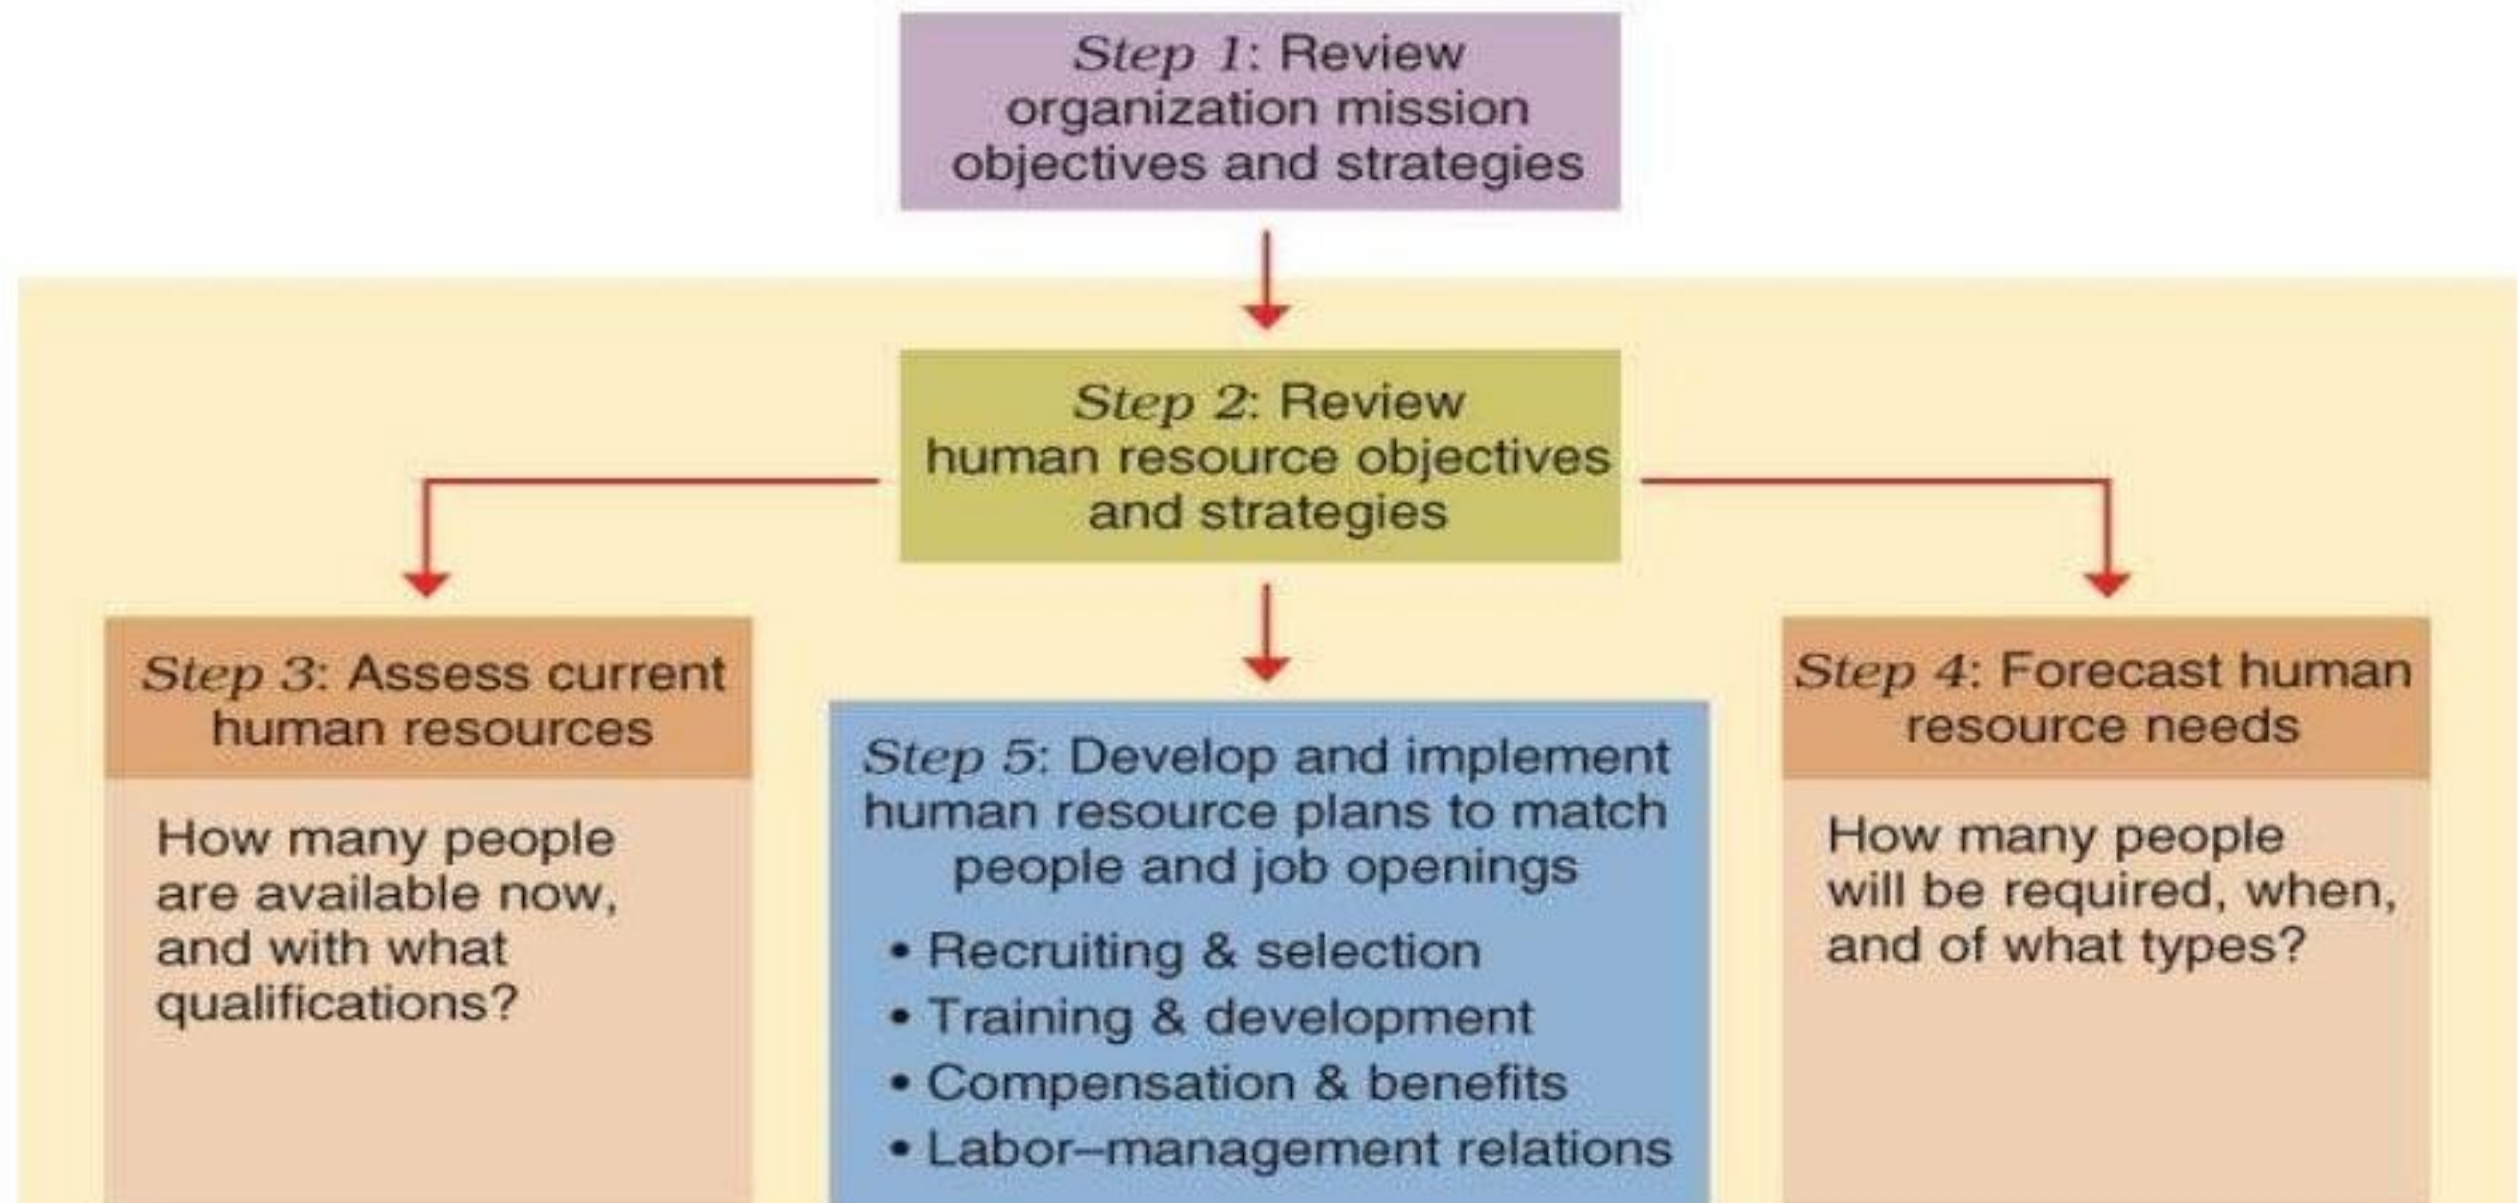 Step 1: Review
organization mission
objectives and strategies
Step 2: Review
human resource objectives
and strategies
Step 3: Assess current
human resources
How many people
are available now,
and with what
qualifications?
Step 4: Forecast human
resource needs
How many people
will be required, when,
and of what types?
Step 5: Develop and implement
human resource plans to match
people and job openings
• Recruiting & selection
• Training & development
• Compensation & benefits
• Labor–management relations